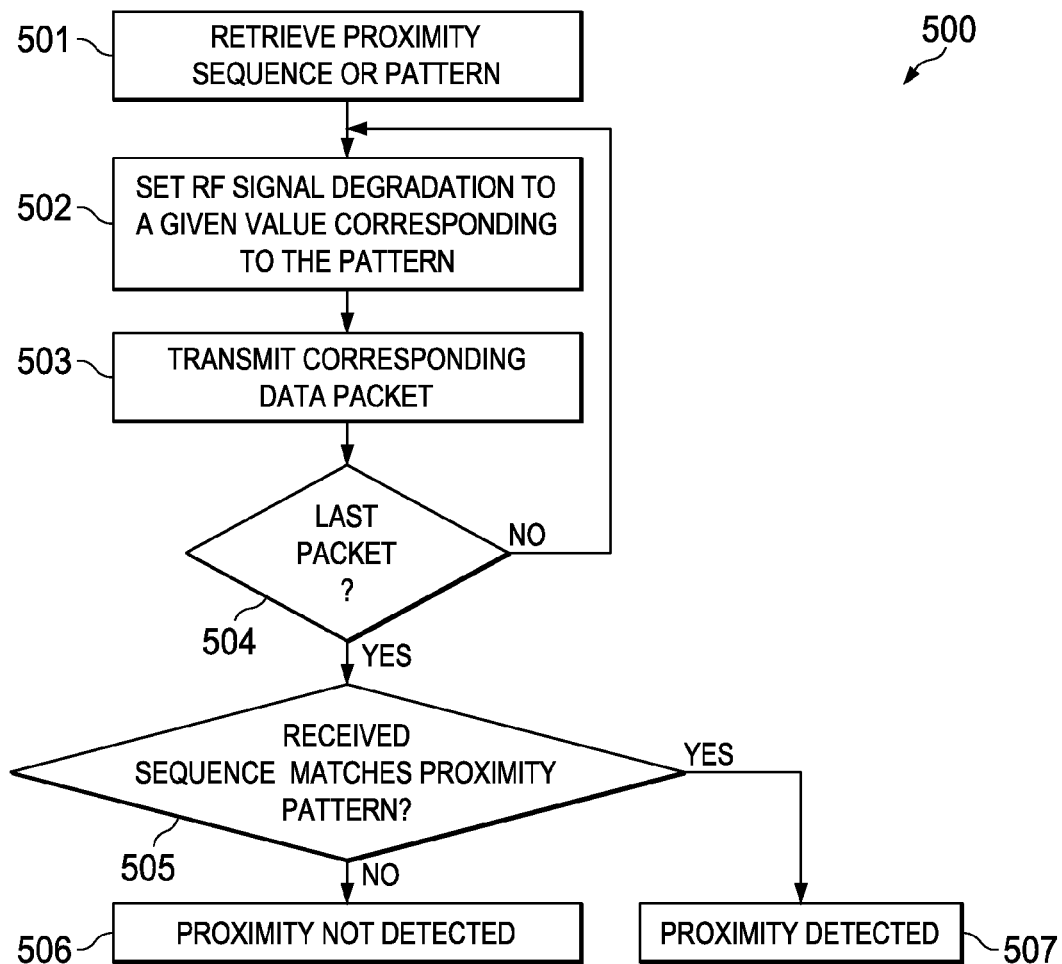 500
501
RETRIEVE PROXIMITY
SEQUENCE OR PATTERN
502
SET RF SIGNAL DEGRADATION TO
A GIVEN VALUE CORRESPONDING
TO THE PATTERN
503
TRANSMIT CORRESPONDING
DATA PACKET
LAST
PACKET
?
NO
504
YES
RECEIVED
SEQUENCE MATCHES PROXIMITY
PATTERN?
YES
505
NO
506
PROXIMITY NOT DETECTED
PROXIMITY DETECTED
507